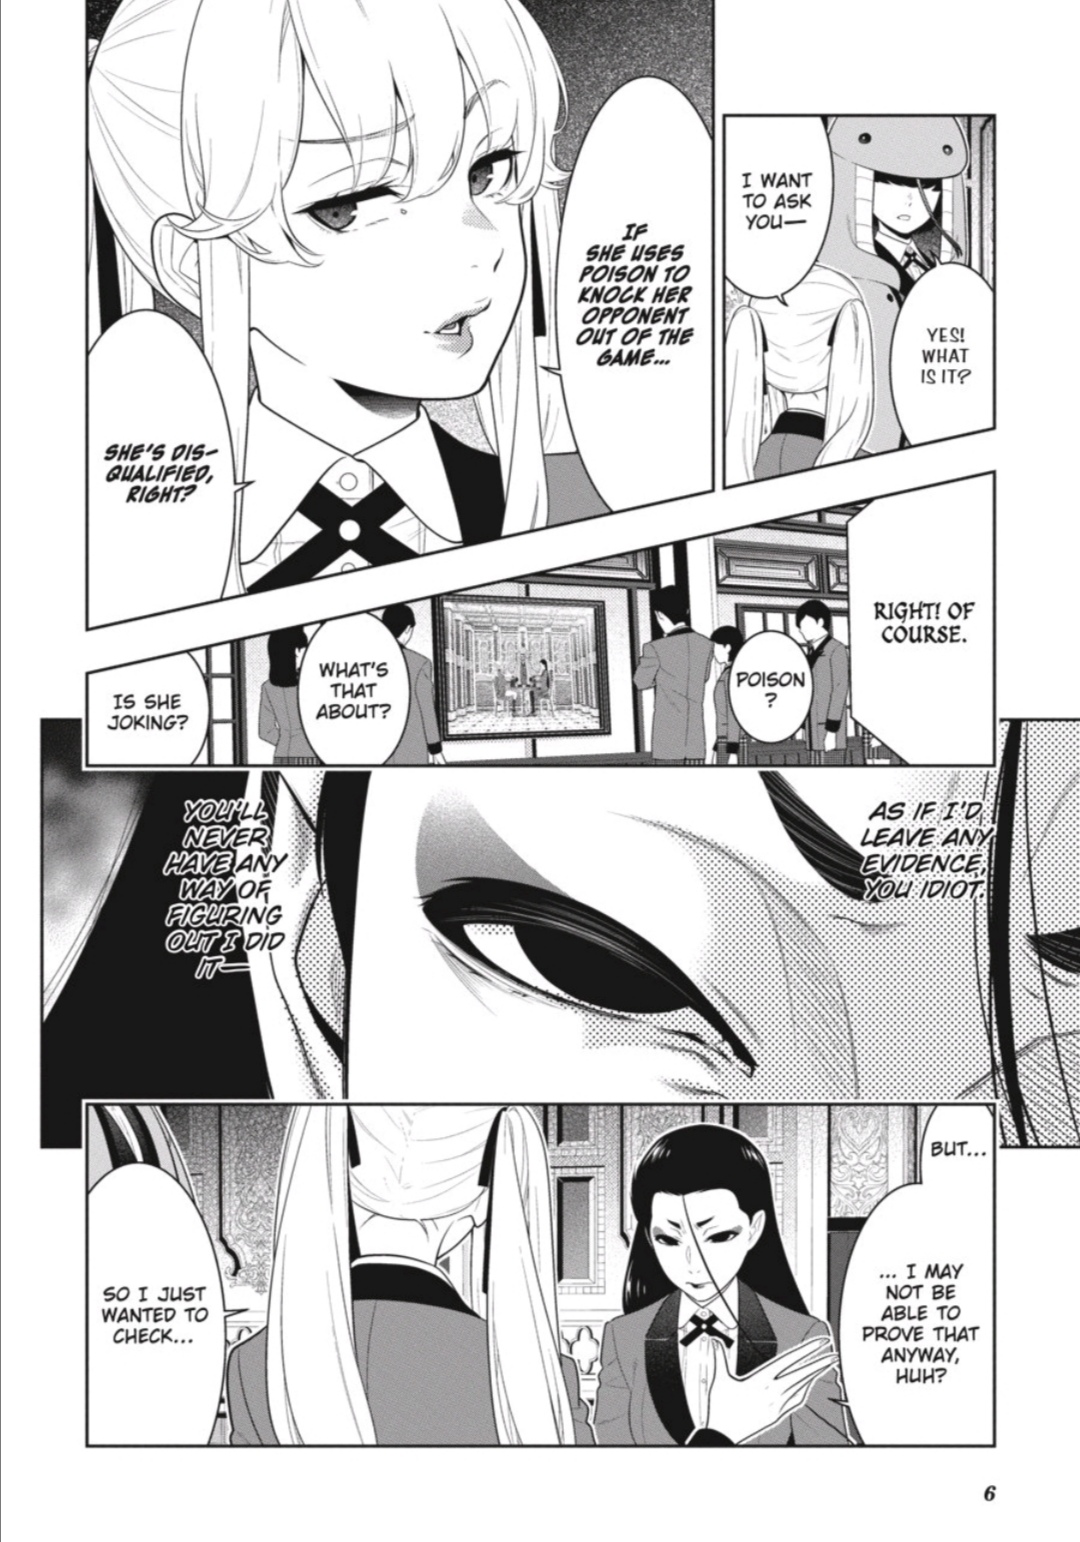 I WANT
TO ASK
YOU—
YES!
WHAT
IS IT?
IF
SHE USES
POISON TO
KNOCK HER
OPPONENT
OUT OF THE
GAME...
SHE'S DIS-
QUALIFIED,
RIGHT?
RIGHT! OF
COURSE.
POISON
?
WHAT'S
THAT
ABOUT?
IS SHE
JOKING?
AS IF I'D
LEAVE ANY
EVIDENCE,
YOU IDIOT.
YOU'LL
NEVER
HAVE ANY
WAY OF
FIGURING
OUT I DID
IT—
BUT...
... I MAY
NOT BE
ABLE TO
PROVE THAT
ANYWAY,
HUH?
SO I JUST
WANTED TO
CHECK...
6